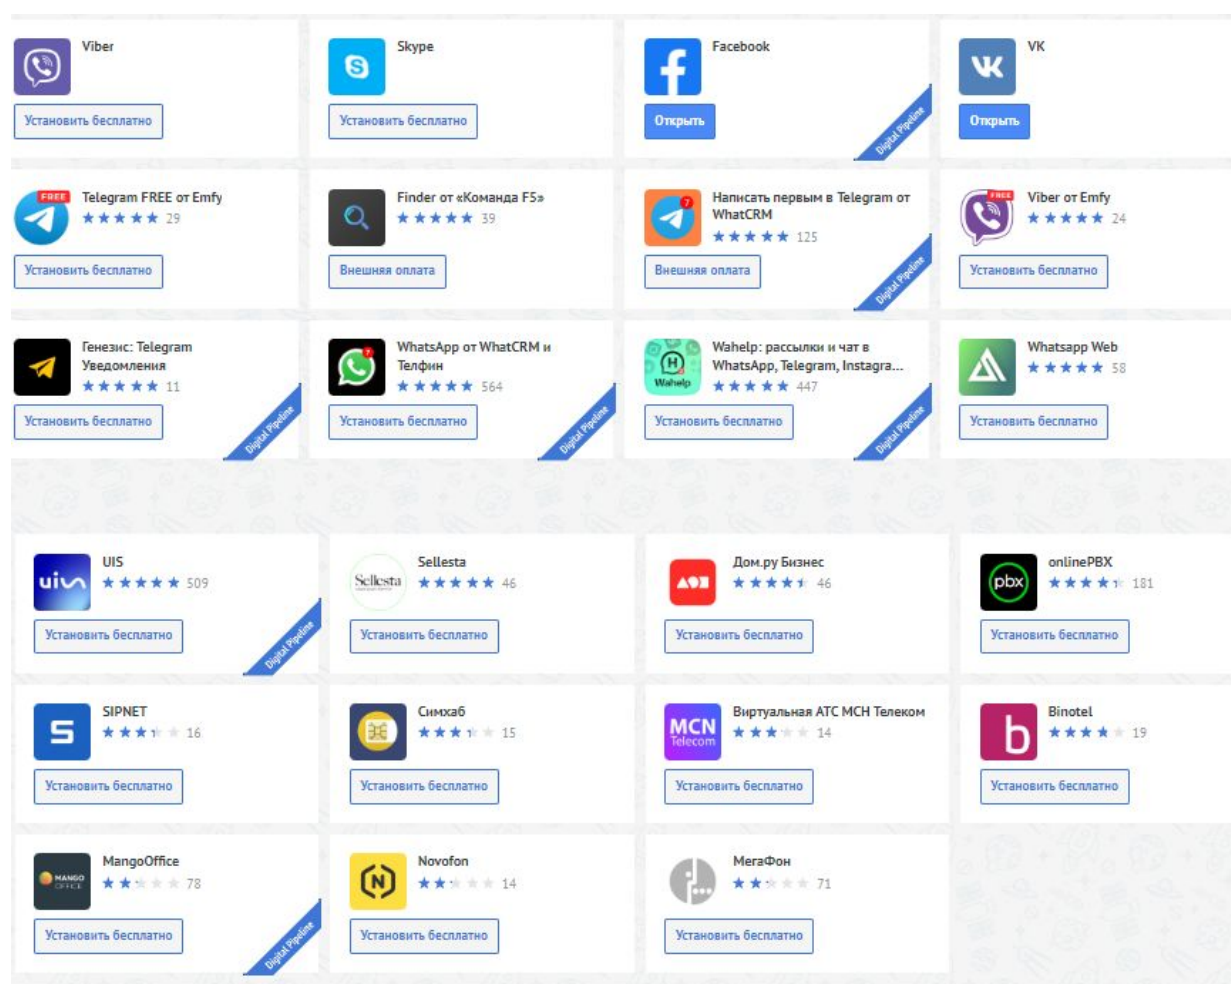 Viber
Установить бесплатно
Skype
Установить бесплатно
Facebook
Открыть
Digital Pipeline
VK
Открыть
FREE
Telegram FREE от Emfy
29
Установить бесплатно
Finder от «Команда F5»
39
Внешняя оплата
7
Написать первым в Telegram от
WhatCRM
125
Внешняя оплата
Digital Pipeline
FREE
Viber от Emfy
24
Установить бесплатно
Генезис: Telegram
Уведомления
11
Установить бесплатно
Digital Pipeline
7
WhatsApp от WhatCRM и
Телфин
564
Установить бесплатно
Digital Pipeline
Wahelp
Wahelp: рассылки и чат в
WhatsApp, Telegram, Instagra...
447
Установить бесплатно
Digital Pipeline
Whatsapp Web
58
Установить бесплатно
uis
UIS
509
Установить бесплатно
Digital Pipeline
Sellesta
Sellesta
46
Установить бесплатно
Дом.ру Бизнес
46
Установить бесплатно
pbx
onlinePBX
181
Установить бесплатно
SIPNET
16
Установить бесплатно
Симхаб
15
Установить бесплатно
MCN
Telecom
Виртуальная АТС МСН Телеком
14
Установить бесплатно
b
Binotel
19
Установить бесплатно
MANGO
OFFICE
MangoOffice
78
Установить бесплатно
Digital Pipeline
N
Novofon
14
Установить бесплатно
МегаФон
71
Установить бесплатно